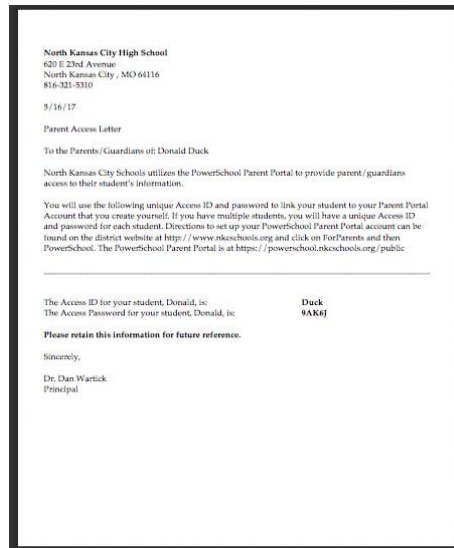 North Kansas City High School
620 E 23rd Avenue
North Kansas City , MO 64116
816-321-5310
5/16/17
Parent Access Letter
To the Parents/Guardians of: Donald Duck
North Kansas City Schools utilizes the PowerSchool Parent Portal to provide parent/guardians
access to their student's information.
You will use the following unique Access ID and password to link your student to your Parent Portal
Account that you create yourself. If you have multiple students, you will have a unique Access ID
and password for each student. Directions to set up your PowerSchool Parent Portal account can be
found on the district website at http://www.nkcschools.org and click on ForParents and then
PowerSchool. The PowerSchool Parent Portal is at https://powerschool.nkcschools.org/public
The Access ID for your student, Donald, is: Duck
The Access Password for your student, Donald, is: 9AK6J
Please retain this information for future reference.
Sincerely,
Dr. Dan Wartick
Principal